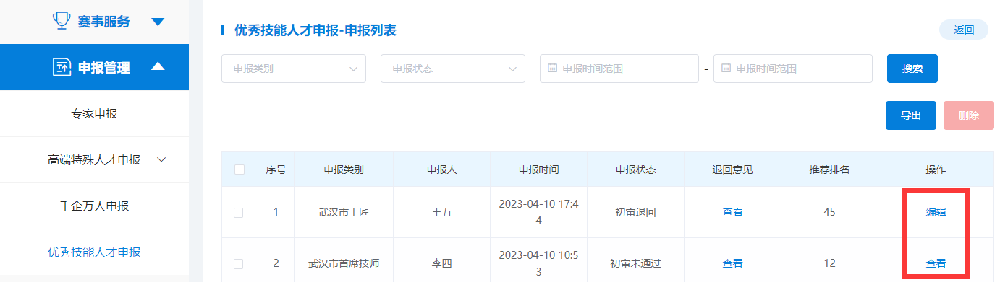 赛事服务
申报管理
专家申报
高端特殊人才申报
千企万人申报
优秀技能人才申报
优秀技能人才申报-申报列表
返回
申报类别 申报状态 申报时间范围 - 申报时间范围 搜索
导出 删除
序号 申报类别 申报人 申报时间 申报状态 退回意见 推荐排名 操作
1 武汉市工匠 王五 2023-04-10 17:4
4 初审退回 查看 45 编辑
2 武汉市首席技师 李四 2023-04-10 10:5
3 初审未通过 查看 12 查看